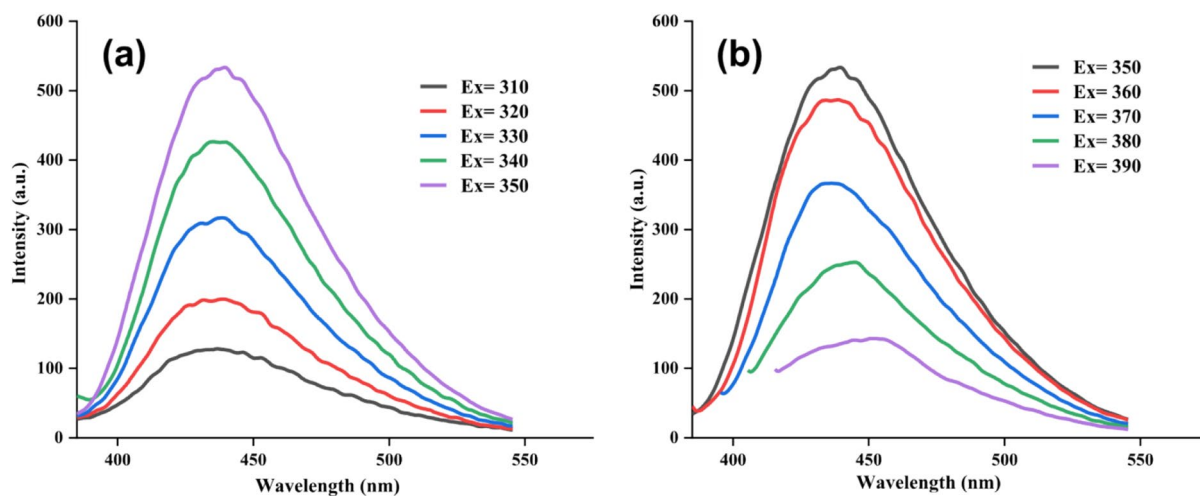 (a)
600
500
400
300
200
100
0
Intensity (a.u.)
Ex= 310
Ex= 320
Ex= 330
Ex= 340
Ex= 350
400 450 500 550
Wavelength (nm)
(b)
600
500
400
300
200
100
0
Intensity (a.u.)
Ex= 350
Ex= 360
Ex= 370
Ex= 380
Ex= 390
400 450 500 550
Wavelength (nm)